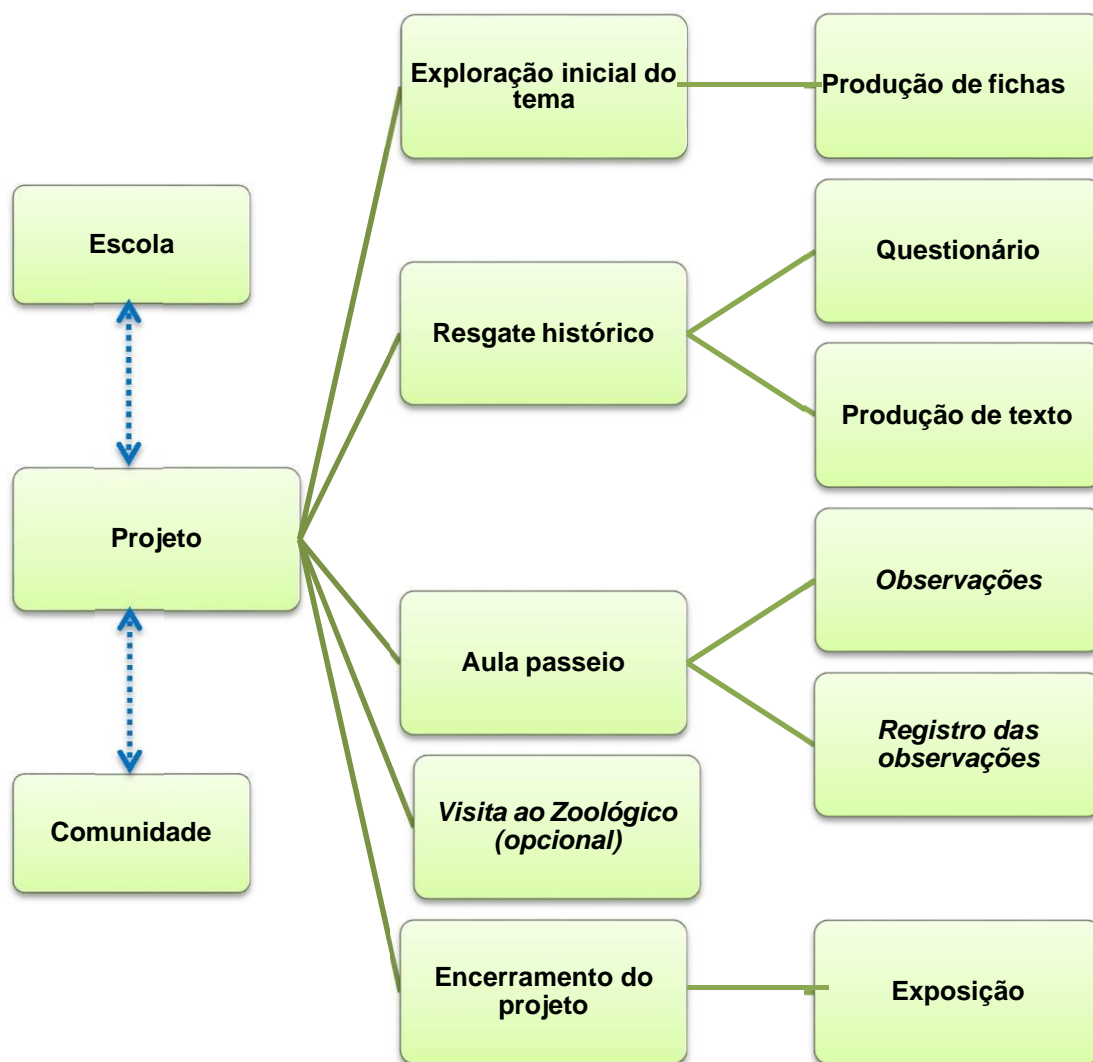 Exploração inicial do
tema
Produção de fichas
Escola
Questionário
Resgate histórico
Produção de texto
Projeto
Observações
Aula passeio
Registro das
observações
Visita ao Zoológico
(opcional)
Comunidade
Encerramento do
projeto
Exposição